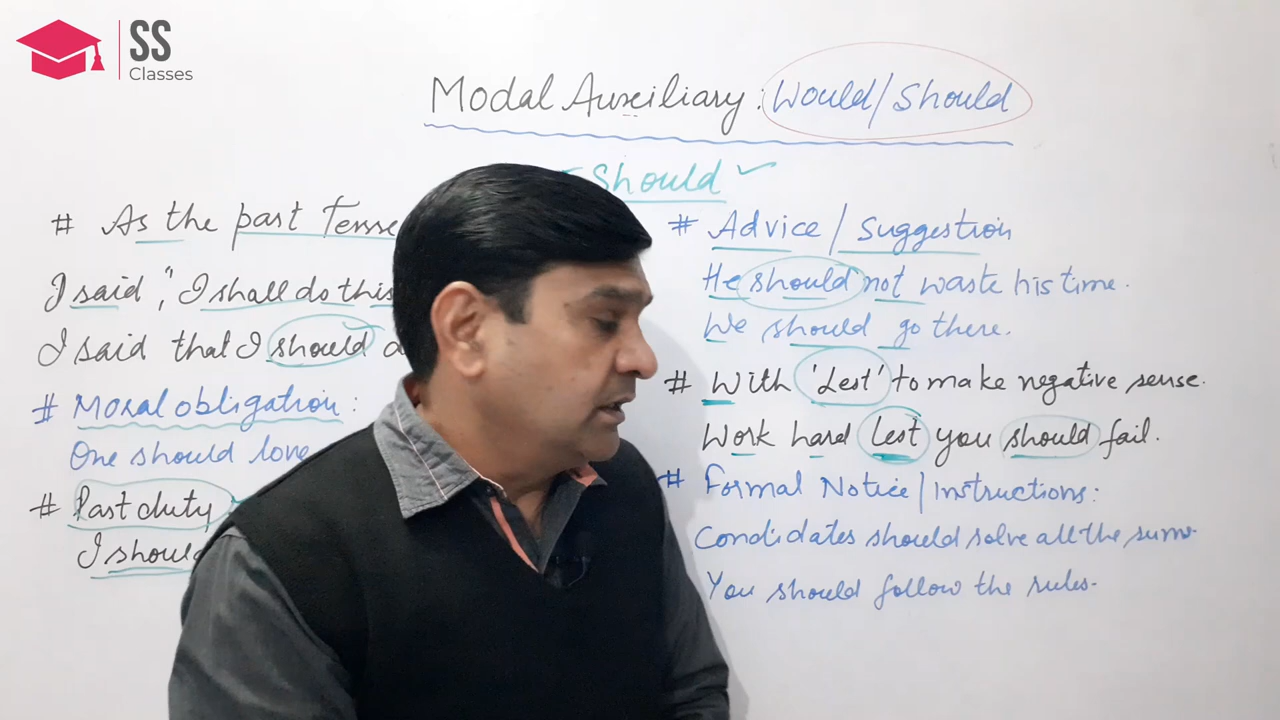 SS
Classes
Modal Auxiliary: Would/Should
Should
# As the past Tense
I said, "I shall do this
I said that I should
# Moral obligation:
One should love
# Past duty
I should
# Advice / Suggestion
He should not waste his time.
We should go there.
# With 'Lest' to make negative sense.
Work hard lest you should fail.
# Formal Notice/Instructions:
Candidates should solve all the sums.
You should follow the rules.